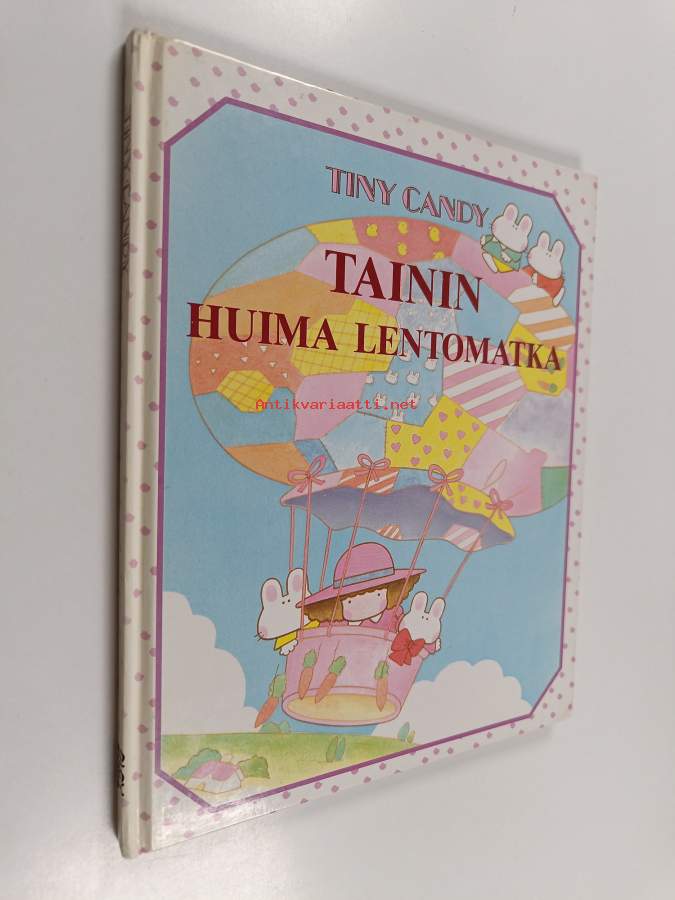 TINY CANDY
TAININ
HUIMA LENTOMATKA
Antikvariaatti.net
TINY CANDY